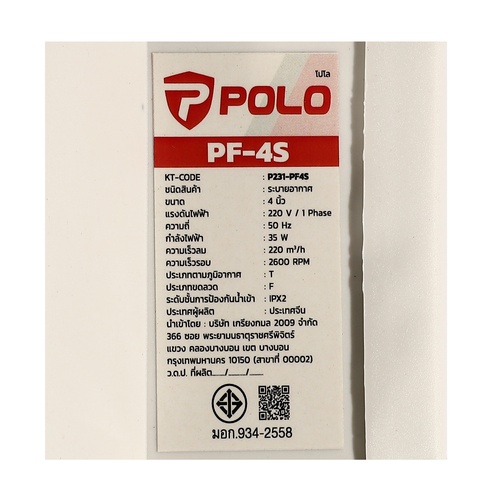 โปโล
POLO
PF-4S
KT-CODE : P231-PF4S
ชนิดสินค้า : ระบายอากาศ
ขนาด : 4 นิ้ว
แรงดันไฟฟ้า : 220 V / 1 Phase
ความถี่ : 50 Hz
กำลังไฟฟ้า : 35 W
ความเร็วลม : 220 m³/h
ความเร็วรอบ : 2600 RPM
ประเภทตามภูมิอากาศ : T
ประเภทขดลวด : F
ระดับชั้นการป้องกันน้ำเข้า : IPX2
ประเทศผู้ผลิต : ประเทศจีน
นำเข้าโดย : บริษัท เกรียงกมล 2009 จำกัด
366 ซอย พระยามนธาตุราชศรีพิจิตร์
แขวง คลองบางบอน เขต บางบอน
กรุงเทพมหานคร 10150 (สาขาที่ 00002)
ว.ด.ป. ที่ผลิต....../........./........
มอก.934-2558